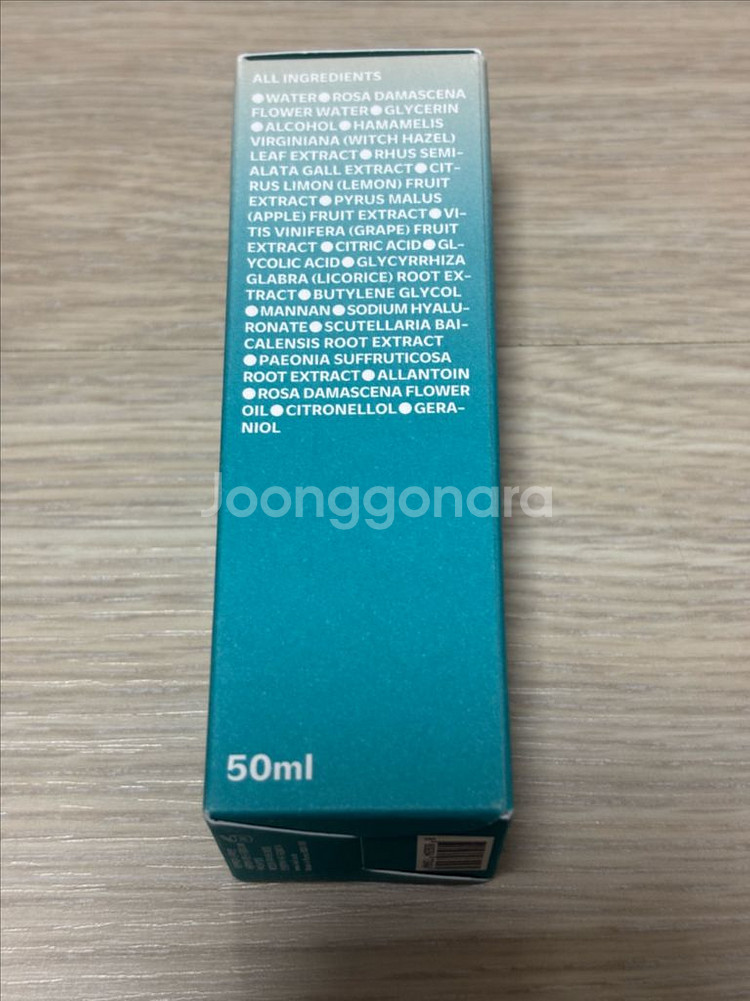 ALL INGREDIENTS
●WATER●ROSA DAMASCENA
FLOWER WATER●GLYCERIN
●ALCOHOL●HAMAMELIS
VIRGINIANA (WITCH HAZEL)
LEAF EXTRACT●RHUS SEMI-
ALATA GALL EXTRACT●CIT-
RUS LIMON (LEMON) FRUIT
EXTRACT●PYRUS MALUS
(APPLE) FRUIT EXTRACT●VI-
TIS VINIFERA (GRAPE) FRUIT
EXTRACT●CITRIC ACID●GL-
YCOLIC ACID●GLYCYRRHIZA
GLABRA (LICORICE) ROOT EX-
TRACT●BUTYLENE GLYCOL
●MANNAN●SODIUM HYALU-
RONATE●SCUTELLARIA BAI-
CALENSIS ROOT EXTRACT
●PAEONIA SUFFRUTICOSA
ROOT EXTRACT●ALLANTOIN
●ROSA DAMASCENA FLOWER
OIL●CITRONELLOL●GERA-
NIOL
Joonggonara
50ml